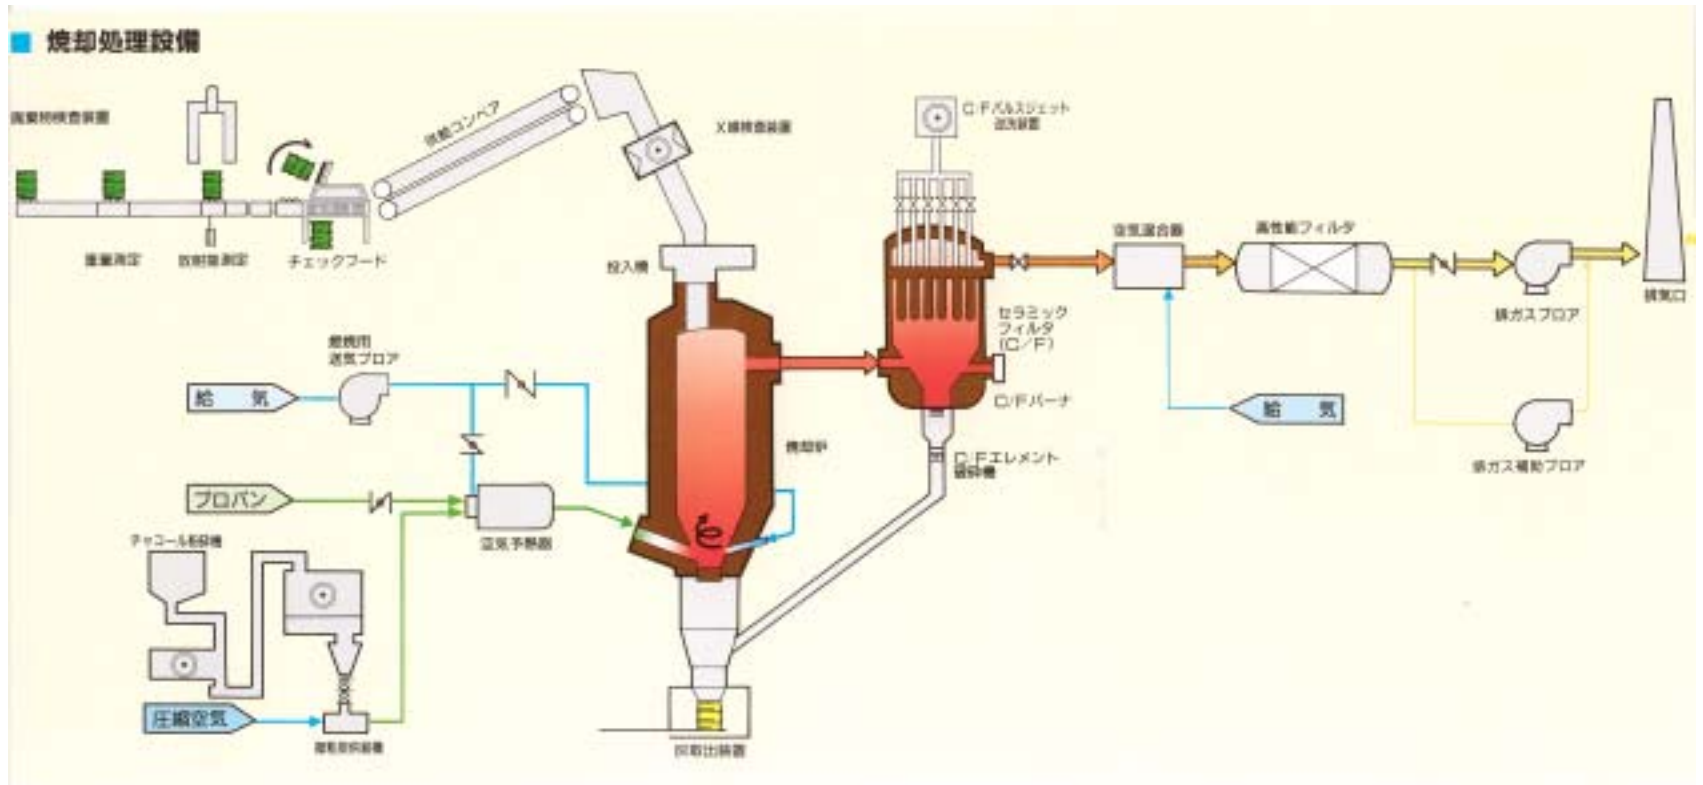 焼却処理設備
廃棄物検査装置
供給コンベア
X線検査装置
C/Fパルスジェット
逆洗装置
重量測定
放射能測定
チェックフード
投入機
空気混合器
高性能フィルタ
排気口
排ガスブロア
セラミック
フィルタ
(C/F)
燃焼用
送気ブロア
給 気
C/Fバーナ
給 気
焼却炉
C/Fエレメント
破砕機
排ガス補助ブロア
プロパン
空気予熱器
チャコール粉砕機
圧縮空気
灰取出装置